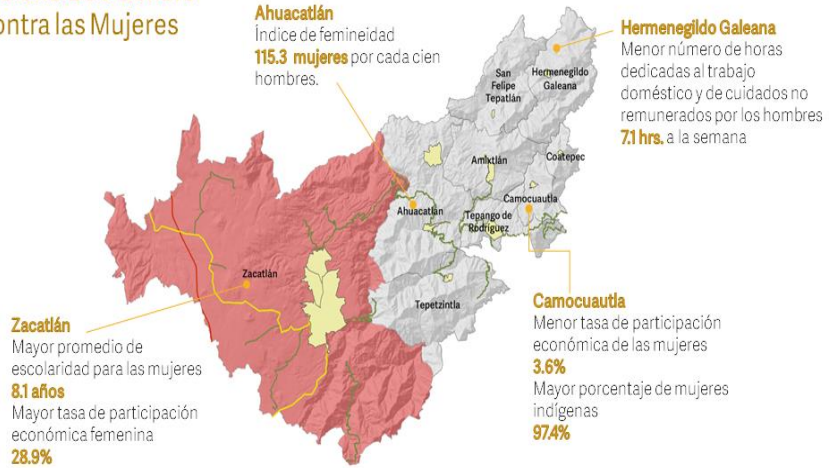 ontra las Mujeres
Ahuacatlán
Índice de femineidad
115.3 mujeres por cada cien
hombres.
Hermenegildo Galeana
Menor número de horas
dedicadas al trabajo
doméstico y de cuidados no
remunerados por los hombres
7.1 hrs. a la semana
San
Felipe
Tepatlán
Hermenegildo
Galeana
Amixtlán
Coatepec
Camocuautla
Ahuacatlán
Tepango de
Rodríguez
Zacatlán
Tepetzintla
Zacatlán
Mayor promedio de
escolaridad para las mujeres
8.1 años
Mayor tasa de participación
económica femenina
28.9%
Camocuautla
Menor tasa de participación
económica de las mujeres
3.6%
Mayor porcentaje de mujeres
indígenas
97.4%